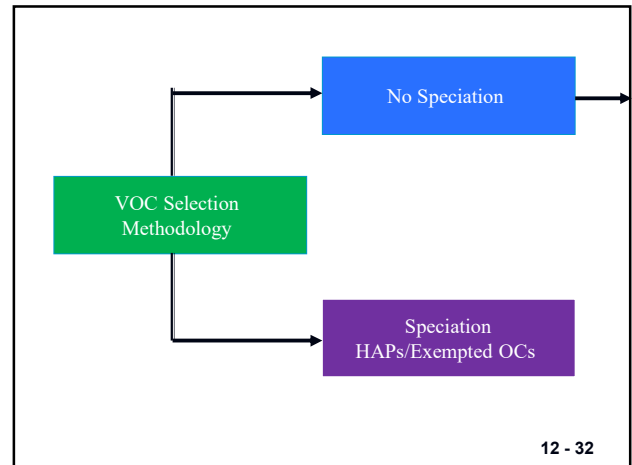 No Speciation
VOC Selection
Methodology
Speciation
HAPs/Exempted OCs
12 - 32